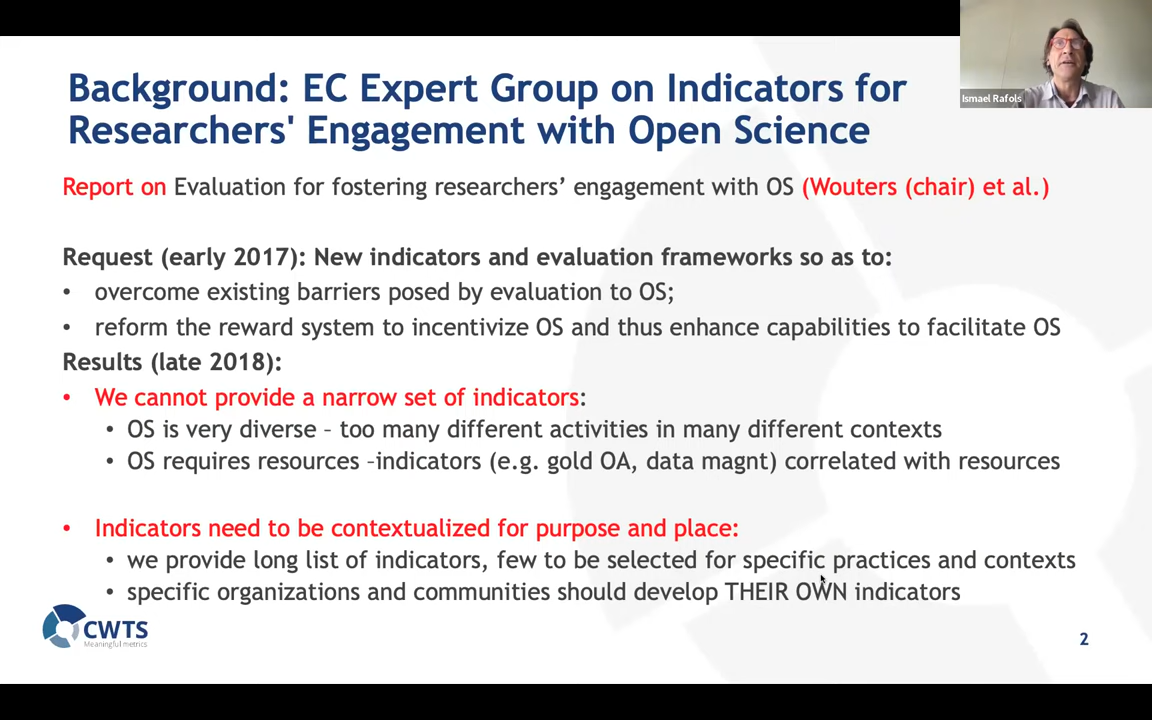 Background: EC Expert Group on Indicators for
Researchers' Engagement with Open Science
Ismael Rafols
Report on Evaluation for fostering researchers’ engagement with OS (Wouters (chair) et al.)
Request (early 2017): New indicators and evaluation frameworks so as to:
• overcome existing barriers posed by evaluation to OS;
• reform the reward system to incentivize OS and thus enhance capabilities to facilitate OS
Results (late 2018):
• We cannot provide a narrow set of indicators:
• OS is very diverse – too many different activities in many different contexts
• OS requires resources –indicators (e.g. gold OA, data magnt) correlated with resources
• Indicators need to be contextualized for purpose and place:
• we provide long list of indicators, few to be selected for specific practices and contexts
• specific organizations and communities should develop THEIR OWN indicators
CWTS
Meaningful metrics
2